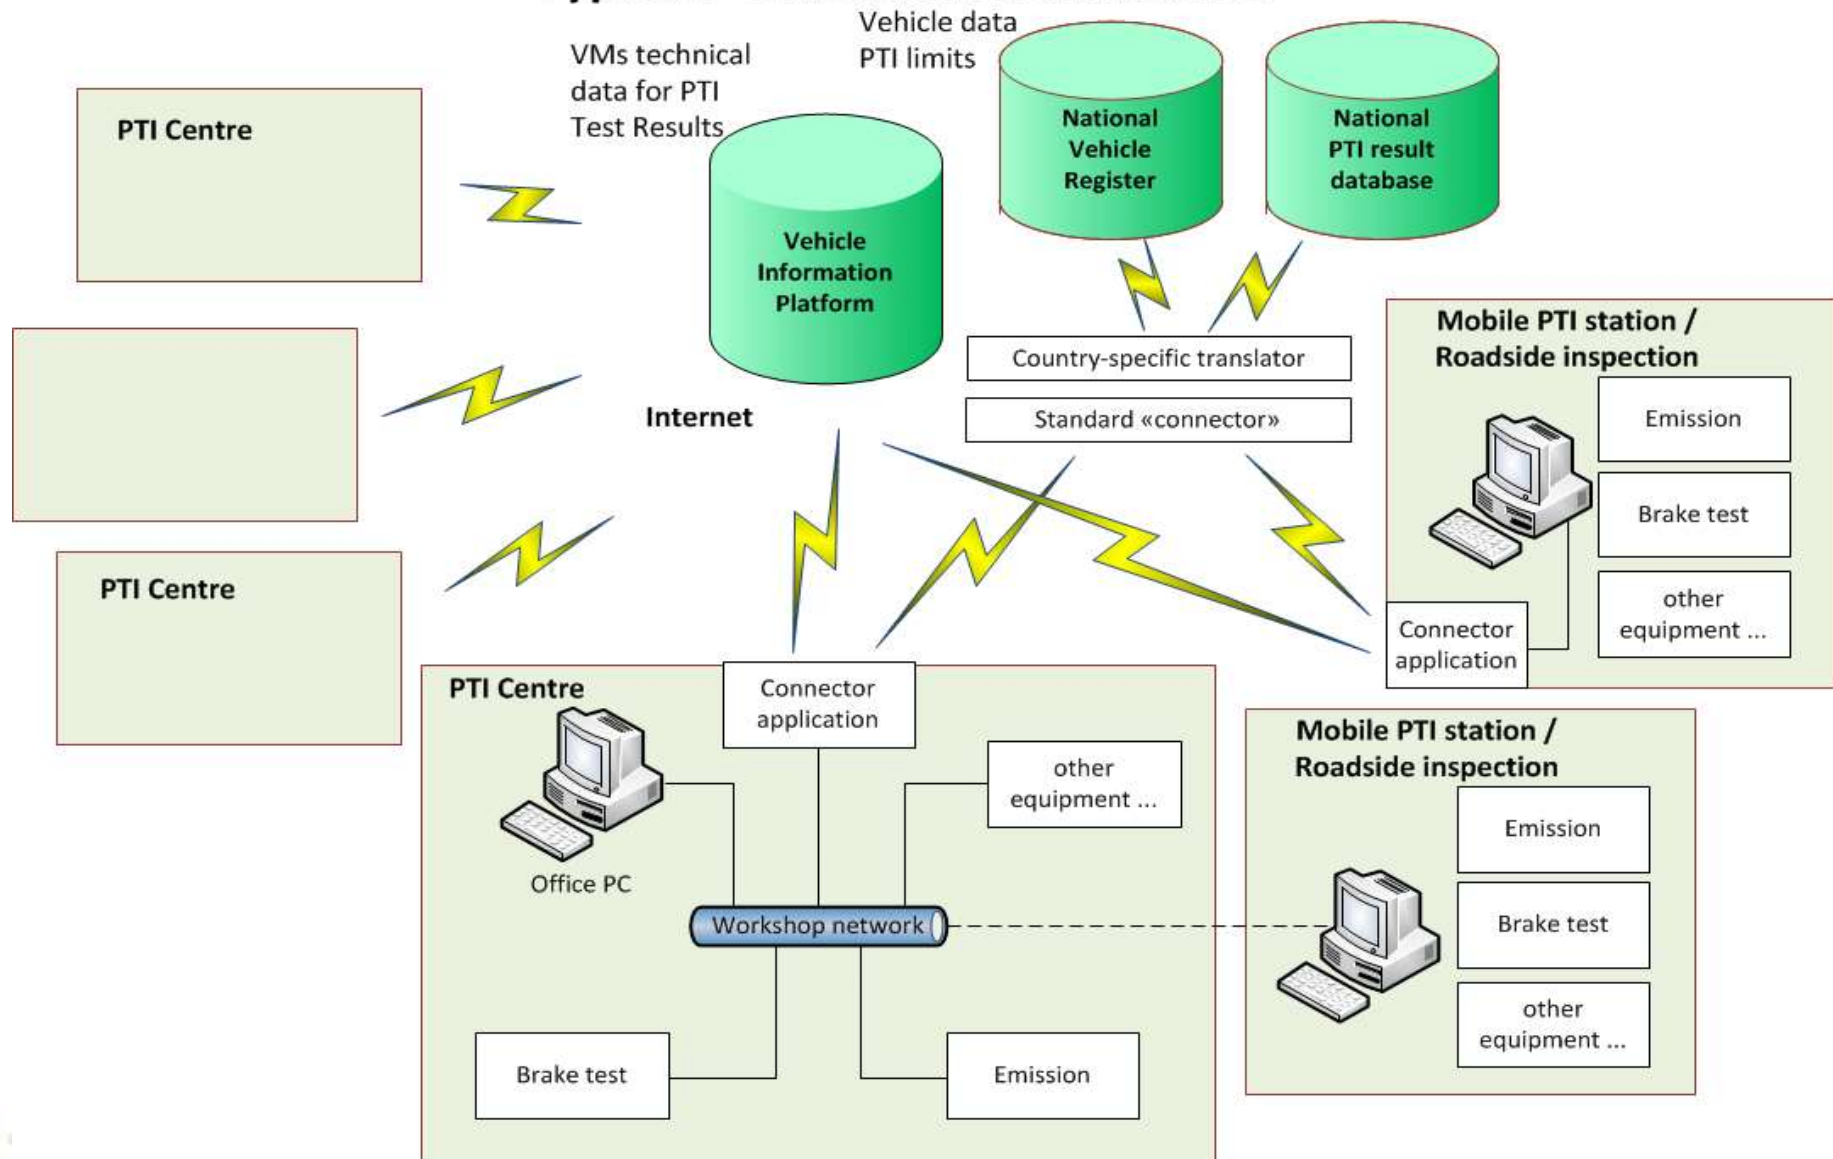 Vehicle data
PTI limits
VMs technical
data for PTI
Test Results
PTI Centre
National
Vehicle
Register
National
PTI result
database
Vehicle
Information
Platform
Mobile PTI station /
Roadside inspection
Country-specific translator
Standard «connector»
Internet
Emission
Brake test
other
equipment ...
Connector
application
PTI Centre
PTI Centre
Connector
application
other
equipment ...
Office PC
Workshop network
Brake test
Emission
Mobile PTI station /
Roadside inspection
Emission
Brake test
other
equipment ...